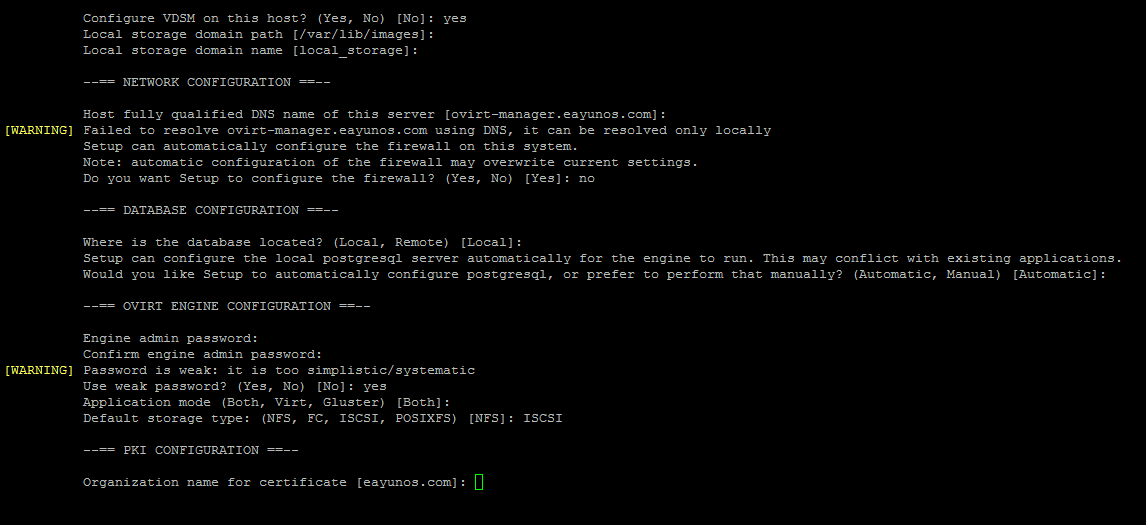 Configure VDSM on this host? (Yes, No) [No]: yes
Local storage domain path [/var/lib/images]:
Local storage domain name [local_storage]:
--== NETWORK CONFIGURATION ==--
Host fully qualified DNS name of this server [ovirt-manager.eayunos.com]:
[WARNING] Failed to resolve ovirt-manager.eayunos.com using DNS, it can be resolved only locally
Setup can automatically configure the firewall on this system.
Note: automatic configuration of the firewall may overwrite current settings.
Do you want Setup to configure the firewall? (Yes, No) [Yes]: no
--== DATABASE CONFIGURATION ==--
Where is the database located? (Local, Remote) [Local]:
Setup can configure the local postgresql server automatically for the engine to run. This may conflict with existing applications.
Would you like Setup to automatically configure postgresql, or prefer to perform that manually? (Automatic, Manual) [Automatic]:
--== OVIRT ENGINE CONFIGURATION ==--
Engine admin password:
Confirm engine admin password:
[WARNING] Password is weak: it is too simplistic/systematic
Use weak password? (Yes, No) [No]: yes
Application mode (Both, Virt, Gluster) [Both]:
Default storage type: (NFS, FC, ISCSI, POSIXFS) [NFS]: ISCSI
--== PKI CONFIGURATION ==--
Organization name for certificate [eayunos.com]: